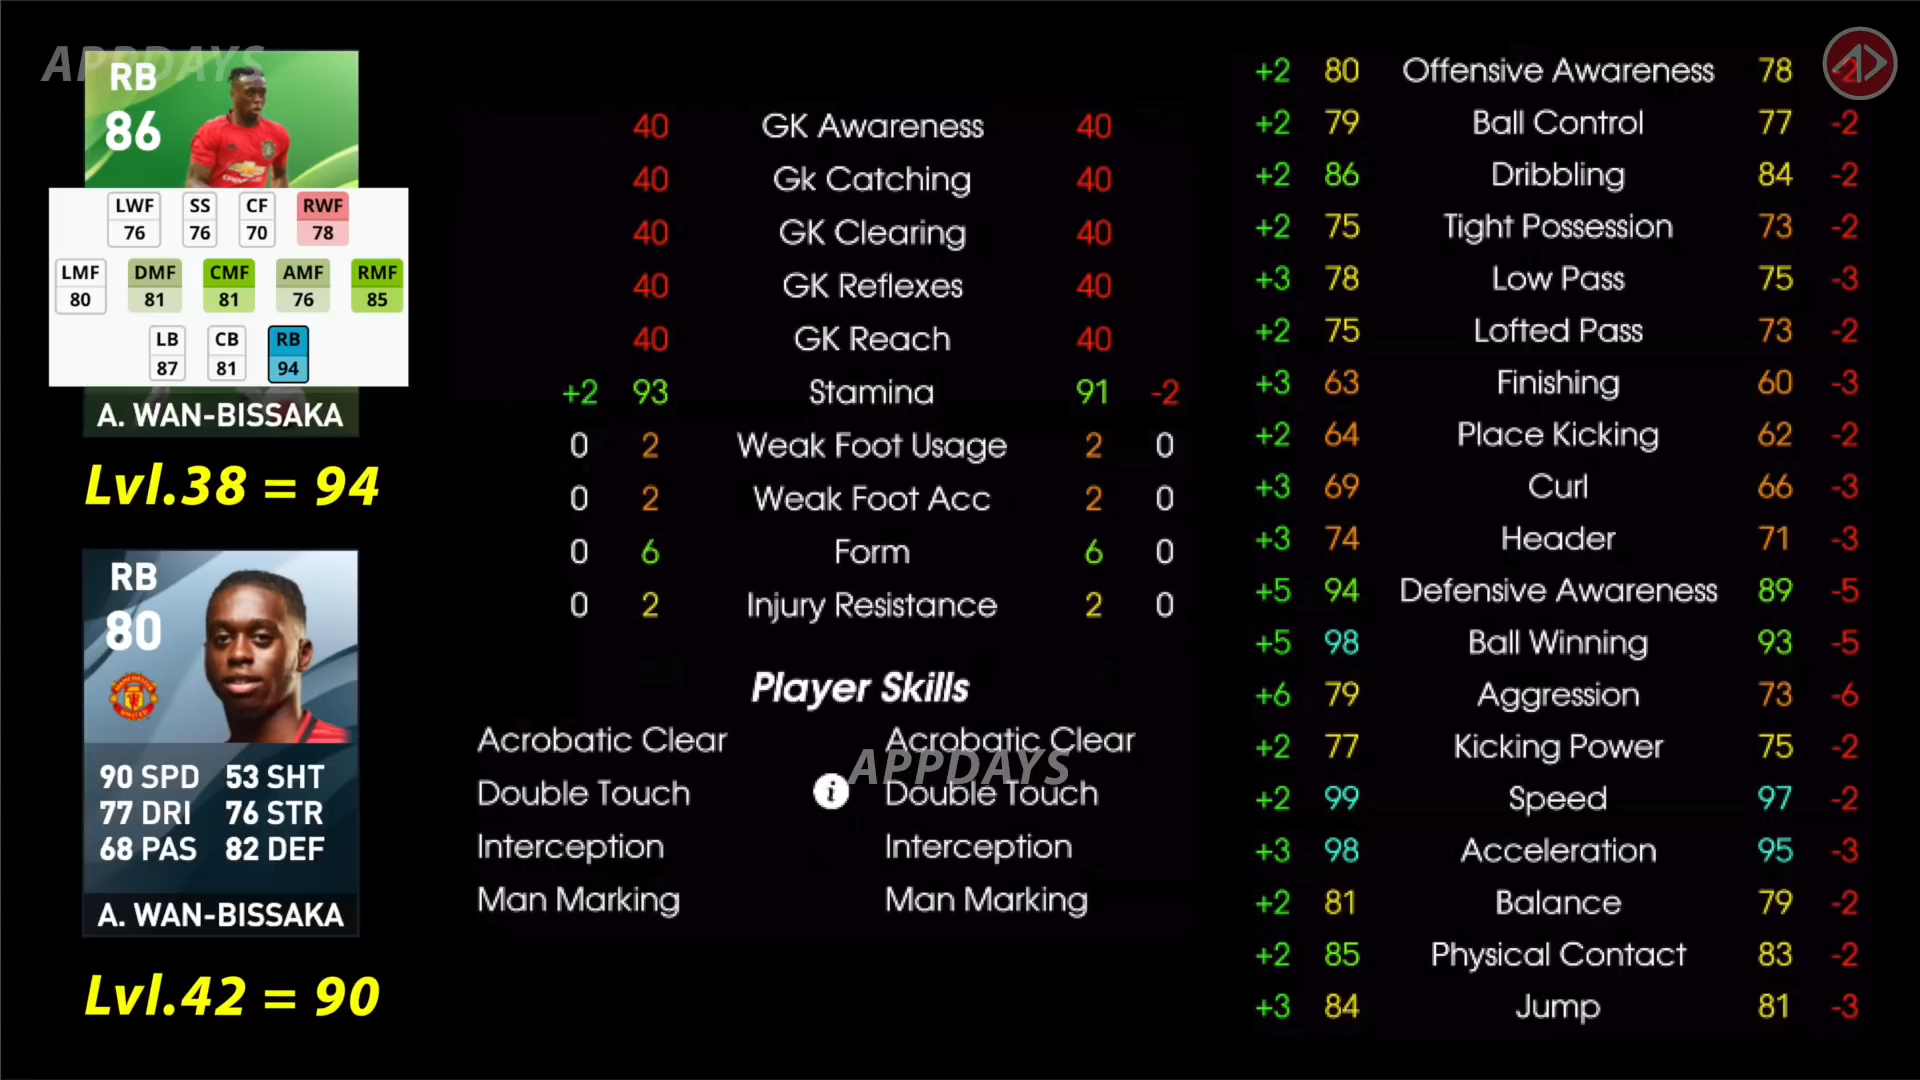 APPDAYS
RB
86
LWF SS CF RWF
76 76 70 78
LMF DMF CMF AMF RMF
80 81 81 76 85
LB CB RB
87 81 94
A. WAN-BISSAKA
Lvl.38 = 94
RB
80
MANCHESTER
UNITED
90 SPD 53 SHT
77 DRI 76 STR
68 PAS 82 DEF
A. WAN-BISSAKA
Lvl.42 = 90
40 GK Awareness 40
40 Gk Catching 40
40 GK Clearing 40
40 GK Reflexes 40
40 GK Reach 40
+2 93 Stamina 91 -2
0 2 Weak Foot Usage 2 0
0 2 Weak Foot Acc 2 0
0 6 Form 6 0
0 2 Injury Resistance 2 0
Player Skills
Acrobatic Clear Acrobatic Clear
APPDAYS
Double Touch i Double Touch
Interception Interception
Man Marking Man Marking
+2 80 Offensive Awareness 78 -2
+2 79 Ball Control 77 -2
+2 86 Dribbling 84 -2
+2 75 Tight Possession 73 -2
+3 78 Low Pass 75 -3
+2 75 Lofted Pass 73 -2
+3 63 Finishing 60 -3
+2 64 Place Kicking 62 -2
+3 69 Curl 66 -3
+3 74 Header 71 -3
+5 94 Defensive Awareness 89 -5
+5 98 Ball Winning 93 -5
+6 79 Aggression 73 -6
+2 77 Kicking Power 75 -2
+2 99 Speed 97 -2
+3 98 Acceleration 95 -3
+2 81 Balance 79 -2
+2 85 Physical Contact 83 -2
+3 84 Jump 81 -3